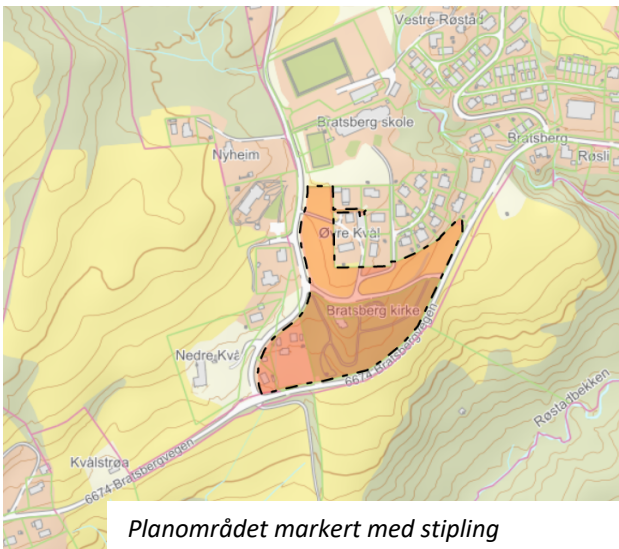 Vestre Røstad
Bratsberg skole
Bratsberg
Røsli
Nyheim
Øvre Kvål
Bratsberg kirke
Nedre Kvå
6674 Bratsbergvegen
Røstadbekken
Kvålstrøa
6674 Bratsbergvegen
Planområdet markert med stipling